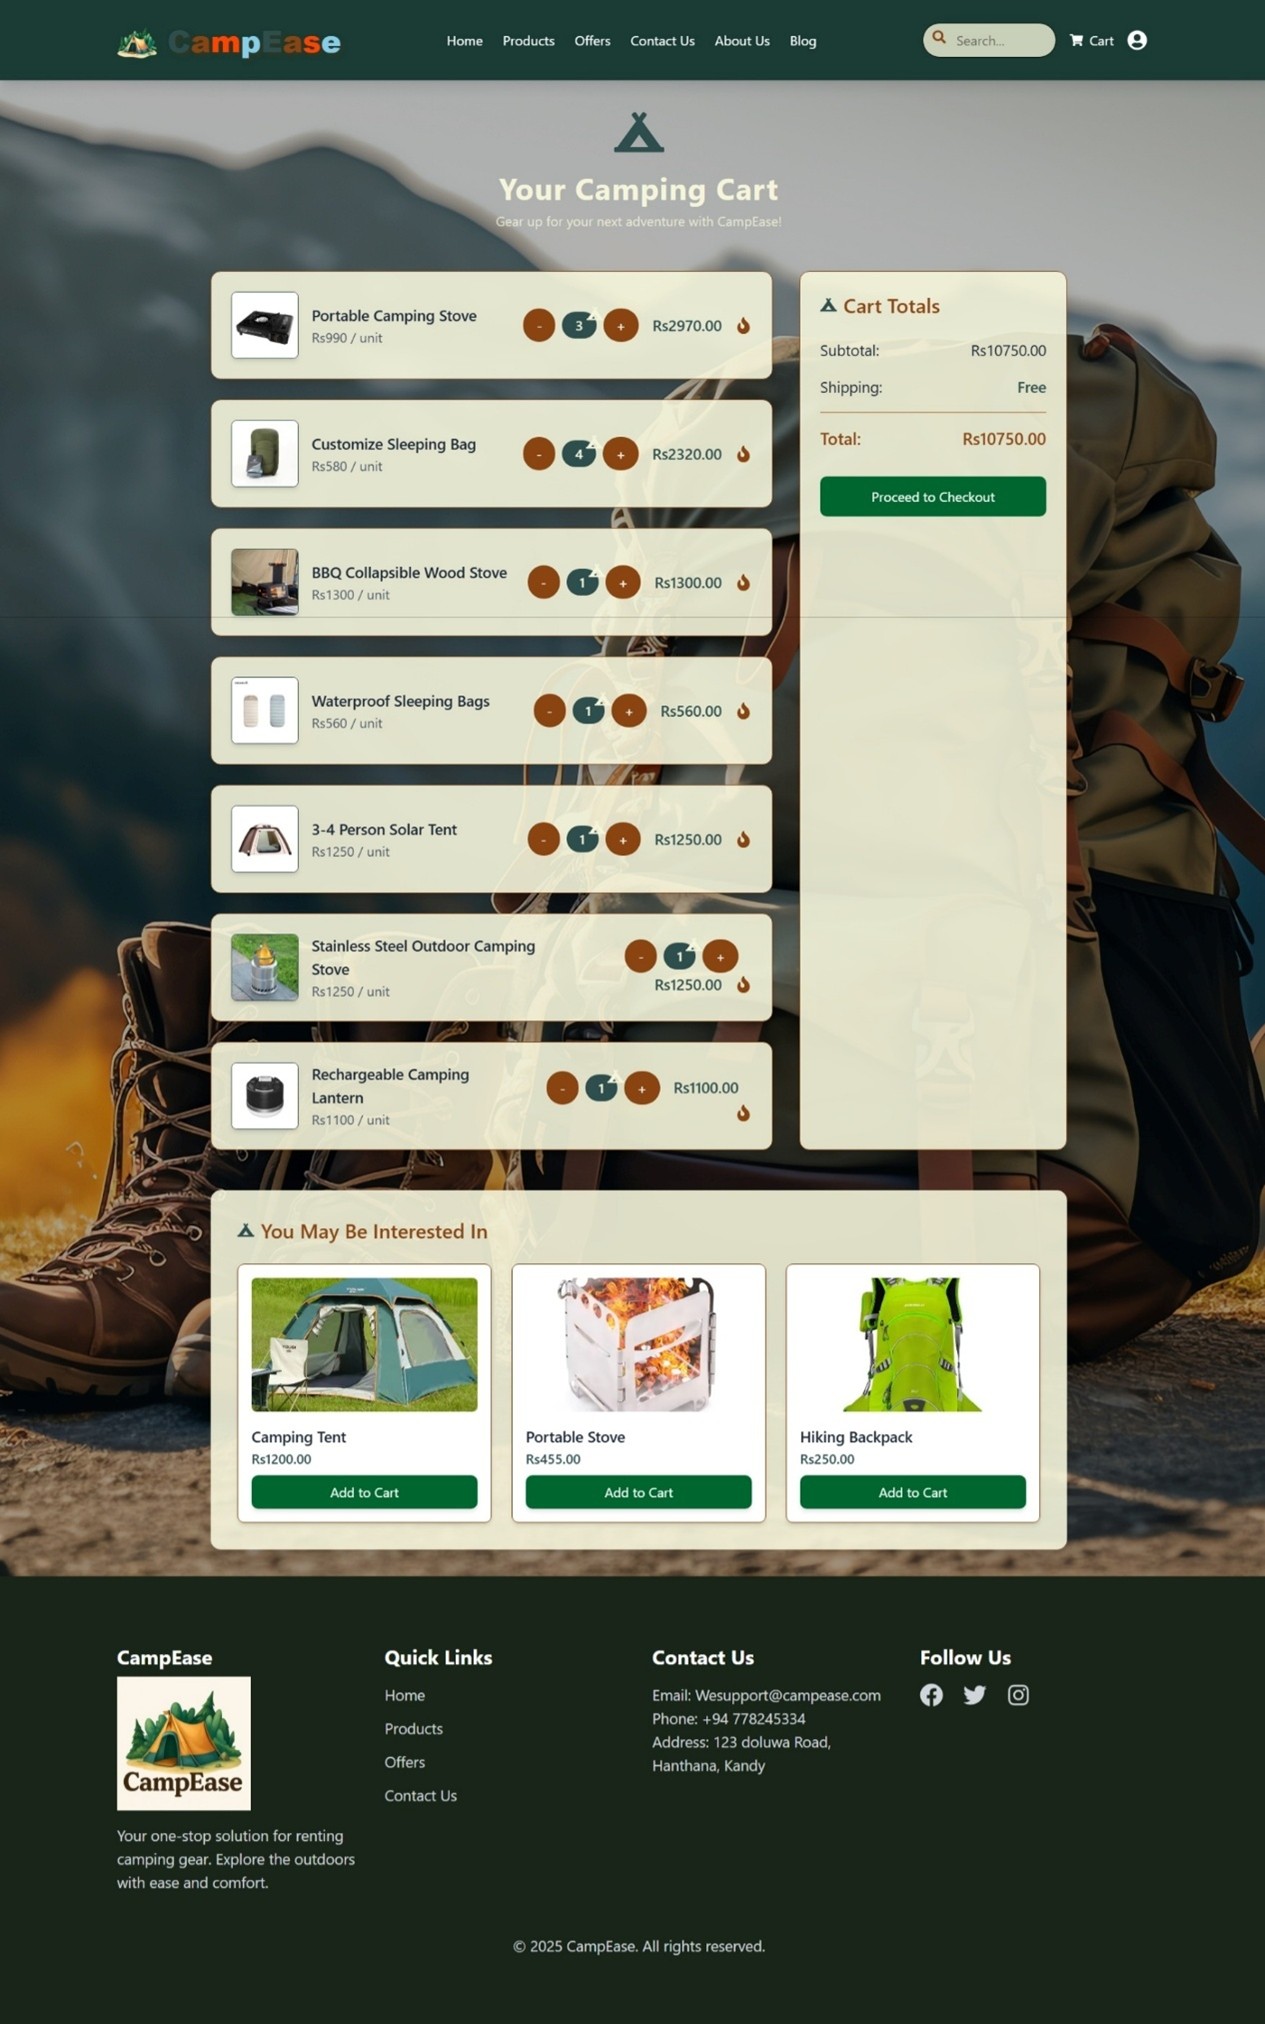 CampEase
Home Products Offers Contact Us About Us Blog
Search...
Cart
Your Camping Cart
Gear up for your next adventure with CampEase!
Portable Camping Stove
Rs990 / unit
- 3 + Rs2970.00
Customize Sleeping Bag
Rs580 / unit
- 4 + Rs2320.00
BBQ Collapsible Wood Stove
Rs1300 / unit
- 1 + Rs1300.00
Waterproof Sleeping Bags
Rs560 / unit
- 1 + Rs560.00
3-4 Person Solar Tent
Rs1250 / unit
- 1 + Rs1250.00
Stainless Steel Outdoor Camping
Stove
Rs1250 / unit
- 1 +
Rs1250.00
Rechargeable Camping
Lantern
Rs1100 / unit
- 1 + Rs1100.00
Cart Totals
Subtotal: Rs10750.00
Shipping: Free
Total: Rs10750.00
Proceed to Checkout
You May Be Interested In
Camping Tent
Rs1200.00
Add to Cart
Portable Stove
Rs455.00
Add to Cart
Hiking Backpack
Rs250.00
Add to Cart
CampEase
CampEase
Your one-stop solution for renting
camping gear. Explore the outdoors
with ease and comfort.
Quick Links
Home
Products
Offers
Contact Us
Contact Us
Email: Wesupport@campease.com
Phone: +94 778245334
Address: 123 doluwa Road,
Hanthana, Kandy
Follow Us
© 2025 CampEase. All rights reserved.